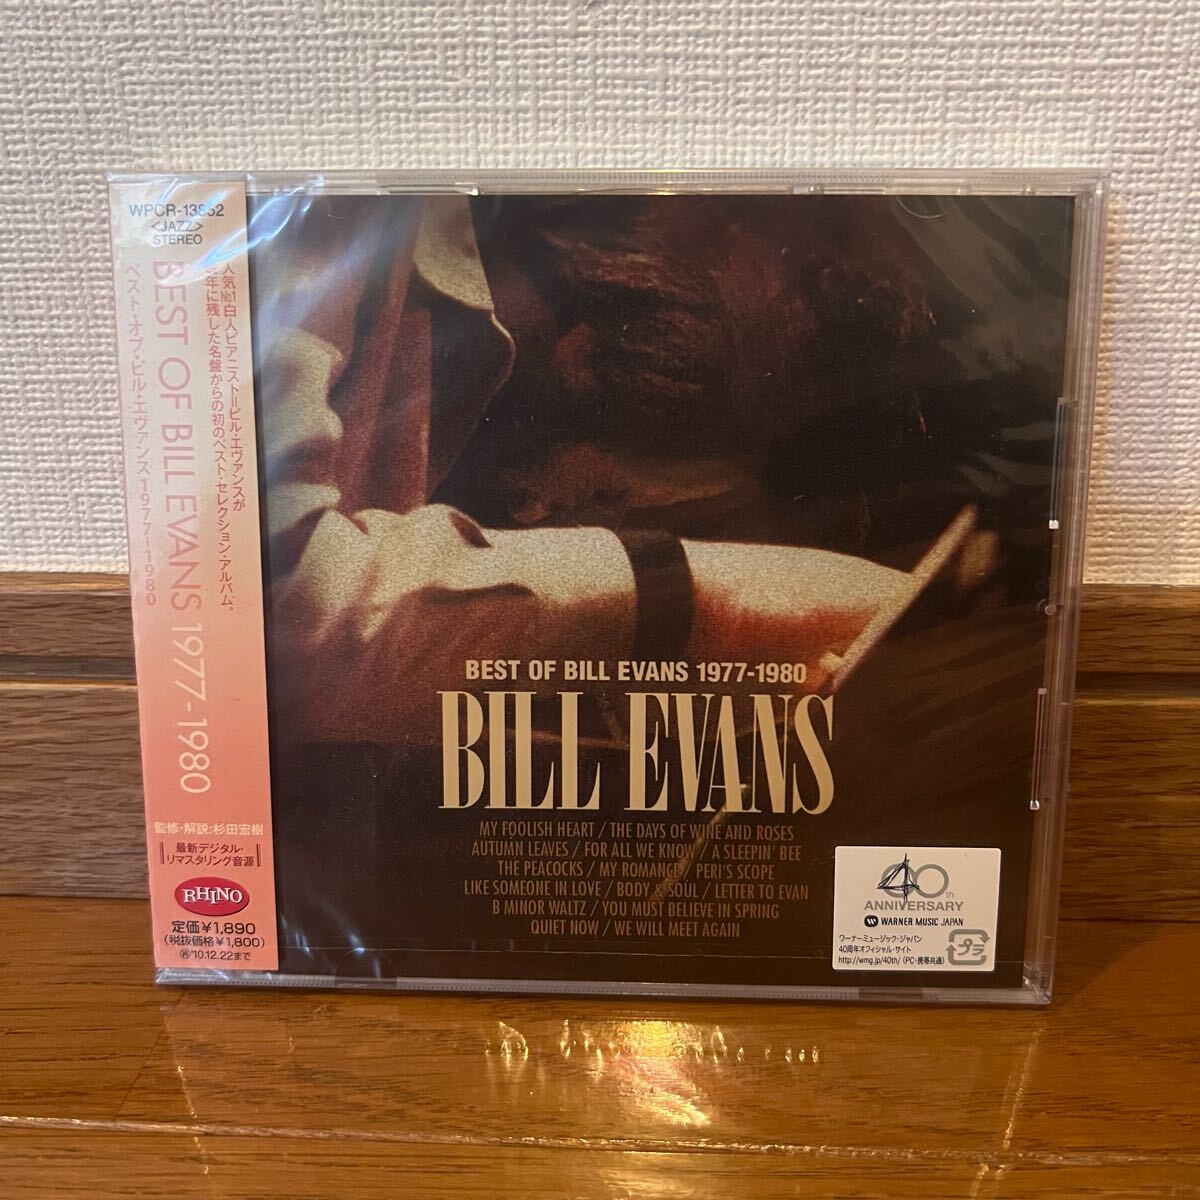 WPCR-13852
<JAZZ>
STEREO
人気No.1白人ピアニスト=ビル・エヴァンスが
晩年に残した名盤からの初のベスト・セレクション・アルバム。
BEST OF BILL EVANS 1977-1980
ベスト・オブ・ビル・エヴァンス 1977-1980
監修・解説:杉田宏樹
最新デジタル・
リマスタリング音源
RHINO
定価¥1,890
(税抜価格¥1,800)
再'10.12.22まで
BEST OF BILL EVANS 1977-1980
BILL EVANS
MY FOOLISH HEART / THE DAYS OF WINE AND ROSES
AUTUMN LEAVES / FOR ALL WE KNOW / A SLEEPIN' BEE
THE PEACOCKS / MY ROMANCE / PERI'S SCOPE
LIKE SOMEONE IN LOVE / BODY & SOUL / LETTER TO EVAN
B MINOR WALTZ / YOU MUST BELIEVE IN SPRING
QUIET NOW / WE WILL MEET AGAIN
40th
ANNIVERSARY
WARNER MUSIC JAPAN
ワーナーミュージック・ジャパン
40周年オフィシャル・サイト
http://wmg.jp/40th/ (PC・携帯共通)
プラ